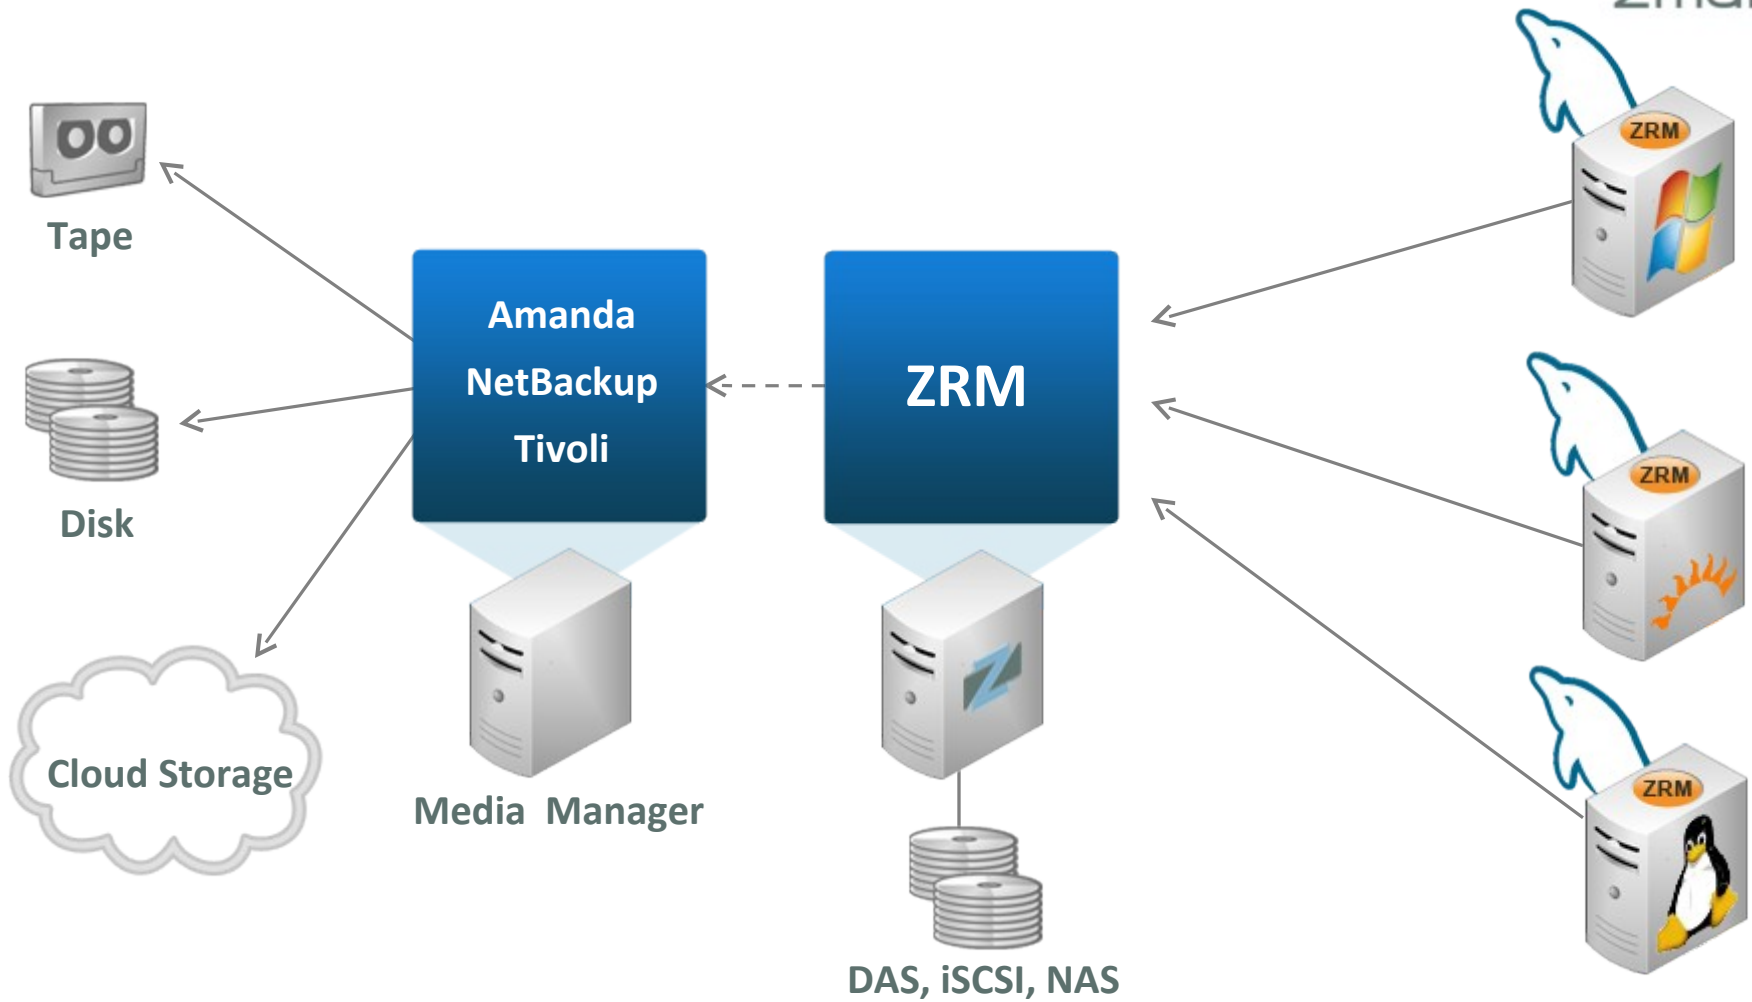 ZRM
Tape
Amanda
NetBackup
Tivoli
ZRM
ZRM
Disk
Cloud Storage
Media Manager
ZRM
DAS, iSCSI, NAS